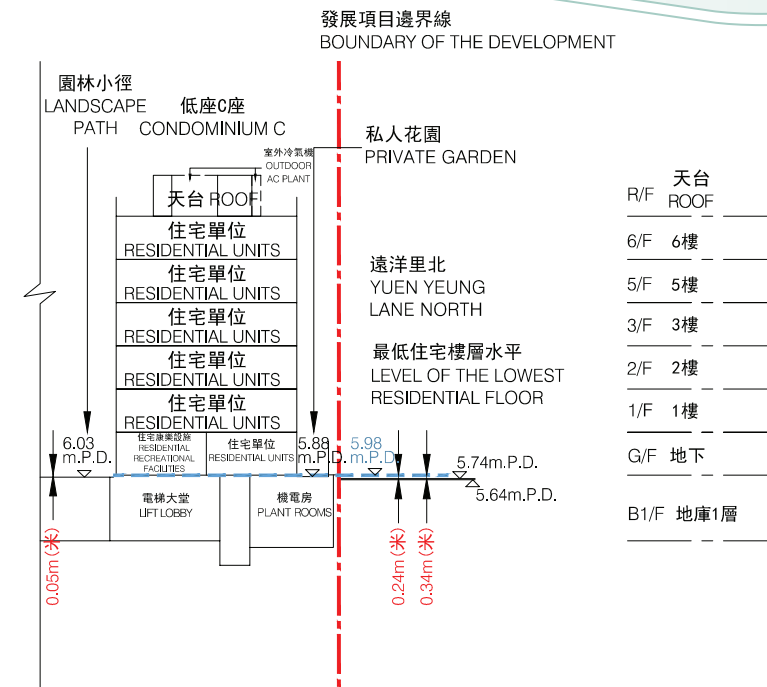 發展項目邊界線
BOUNDARY OF THE DEVELOPMENT
園林小徑
LANDSCAPE
PATH
低座C座
CONDOMINIUM C
室外冷氣機
OUTDOOR
AC PLANT
私人花園
PRIVATE GARDEN
天台 ROOF
住宅單位
RESIDENTIAL UNITS
住宅單位
RESIDENTIAL UNITS
住宅單位
RESIDENTIAL UNITS
住宅單位
RESIDENTIAL UNITS
住宅單位
RESIDENTIAL UNITS
住宅康樂設施
RESIDENTIAL
RECREATIONAL
FACILITIES
住宅單位
RESIDENTIAL UNITS
電梯大堂
LIFT LOBBY
機電房
PLANT ROOMS
6.03
m.P.D.
5.88
m.P.D.
5.98
m.P.D.
遠洋里北
YUEN YEUNG
LANE NORTH
最低住宅樓層水平
LEVEL OF THE LOWEST
RESIDENTIAL FLOOR
5.74m.P.D.
5.64m.P.D.
0.05m (米)
0.24m (米)
0.34m (米)
R/F 天台
ROOF
6/F 6樓
5/F 5樓
3/F 3樓
2/F 2樓
1/F 1樓
G/F 地下
B1/F 地庫1層